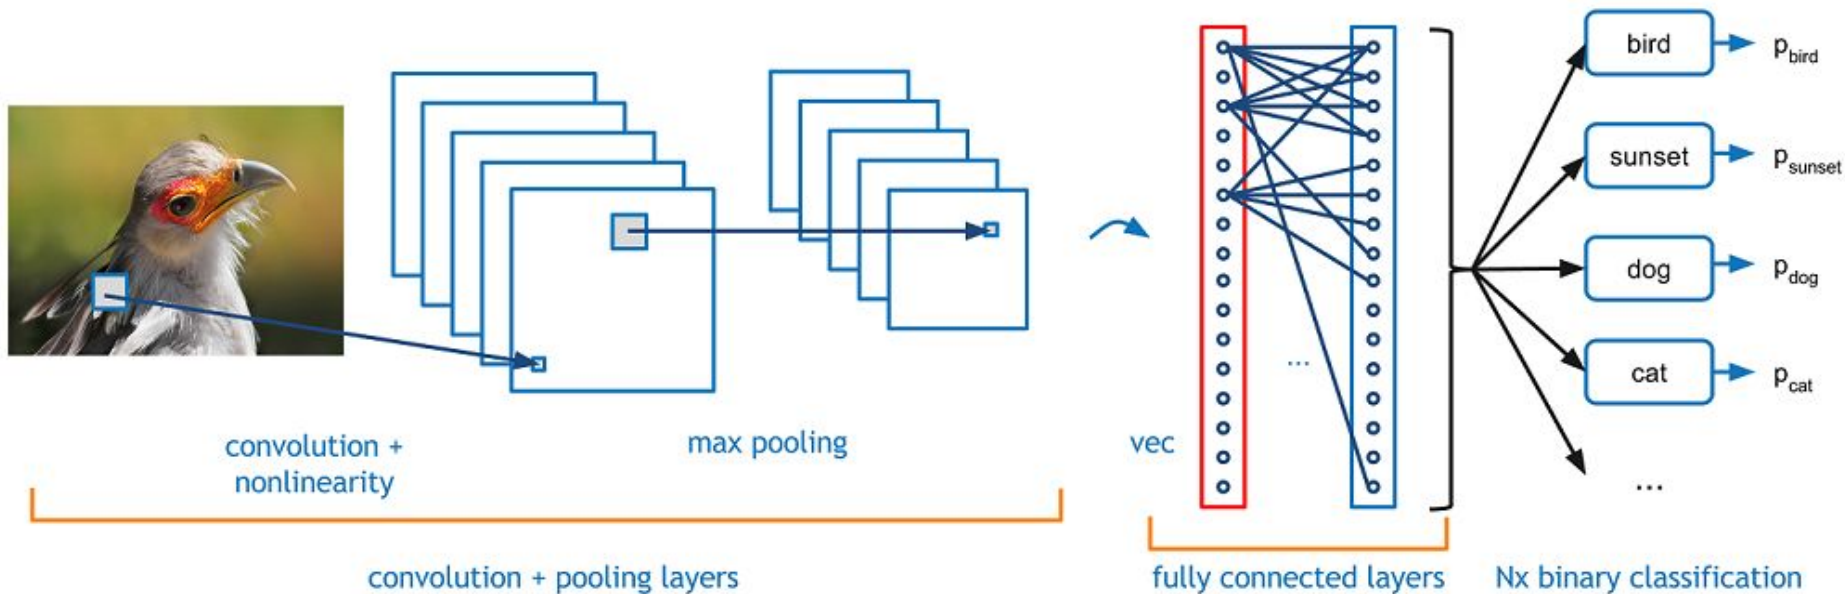 bird
p_bird
sunset
p_sunset
dog
p_dog
cat
p_cat
...
...
convolution +
nonlinearity
max pooling
vec
convolution + pooling layers
fully connected layers
Nx binary classification